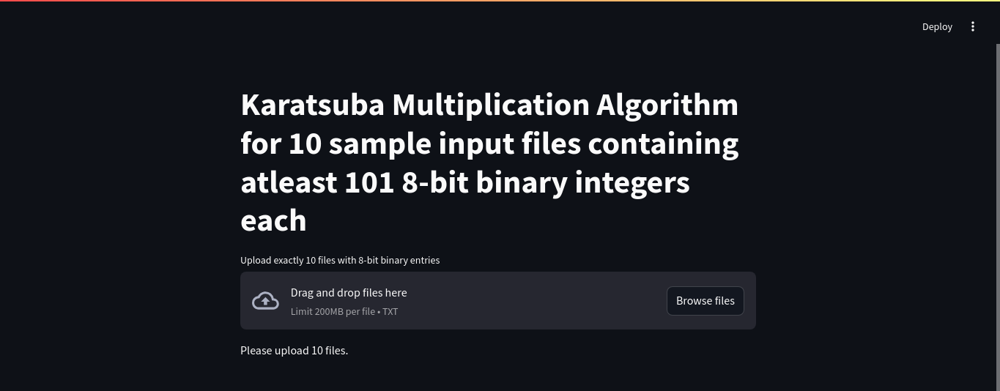 Deploy
Karatsuba Multiplication Algorithm
for 10 sample input files containing
atleast 101 8-bit binary integers
each
Upload exactly 10 files with 8-bit binary entries
Drag and drop files here
Limit 200MB per file • TXT
Browse files
Please upload 10 files.